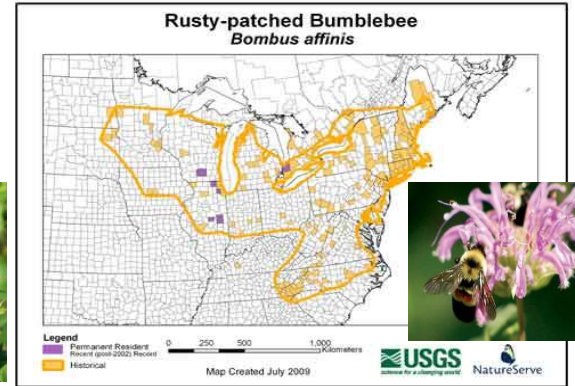 Rusty-patched Bumblebee
Bombus affinis
Legend
Permanent Resident
Recent (post-2002) Record
Historical
0 250 500 1,000
Kilometers
Map Created July 2009
USGS
science for a changing world
NatureServe